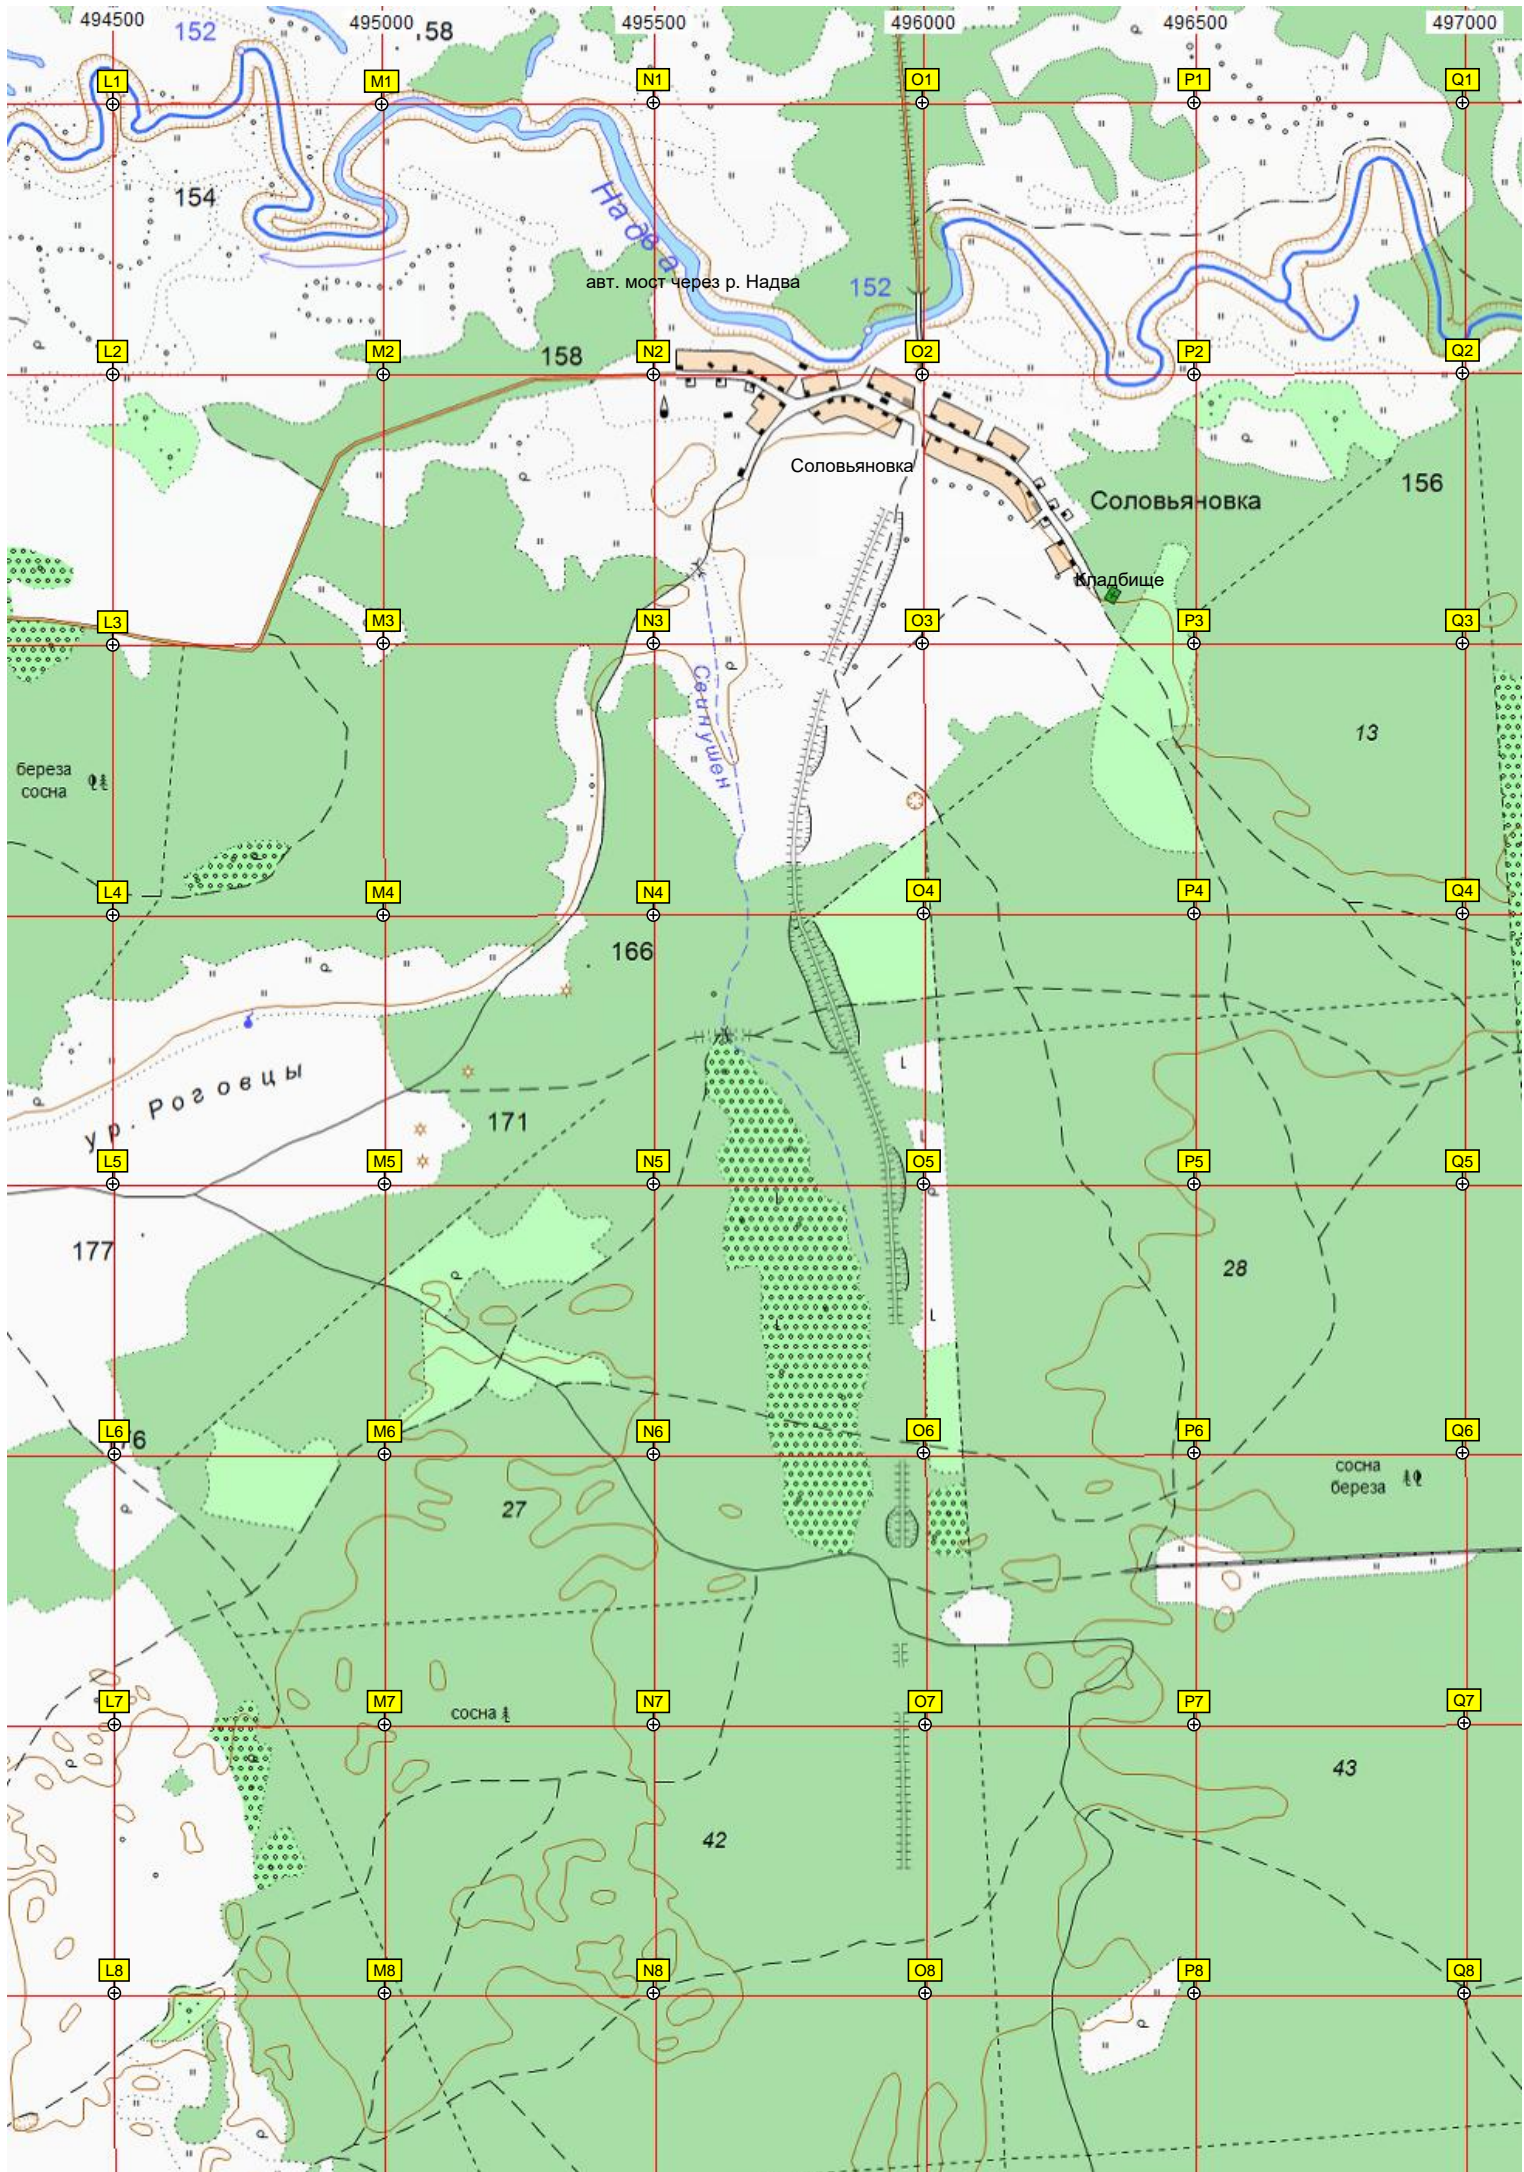 494500 495000 495500 496000 496500 497000
152
.58
L1 M1 N1 O1 P1 Q1
154
Надва
авт. мост через р. Надва
152
L2 M2 N2 O2 P2 Q2
158
Соловьяновка
156
Соловьяновка
Кладбище
L3 M3 N3 O3 P3 Q3
Свинушен
13
береза
сосна
L4 M4 N4 O4 P4 Q4
166
ур. Роговцы
171
L5 M5 N5 O5 P5 Q5
177
28
L6 M6 N6 O6 P6 Q6
76
сосна
береза
27
L7 M7 N7 O7 P7 Q7
сосна
43
42
L8 M8 N8 O8 P8 Q8